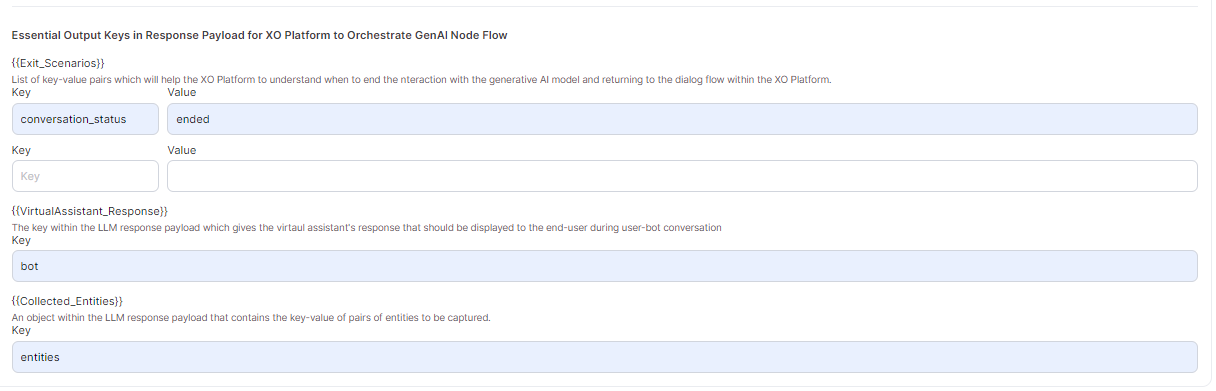 Essential Output Keys in Response Payload for XO Platform to Orchestrate GenAI Node Flow
{{Exit_Scenarios}}
List of key-value pairs which will help the XO Platform to understand when to end the nteraction with the generative AI model and returning to the dialog flow within the XO Platform.
Key Value
conversation_status ended
Key Value
Key
{{VirtualAssistant_Response}}
The key within the LLM response payload which gives the virtaul assistant's response that should be displayed to the end-user during user-bot conversation
Key
bot
{{Collected_Entities}}
An object within the LLM response payload that contains the key-value of pairs of entities to be captured.
Key
entities